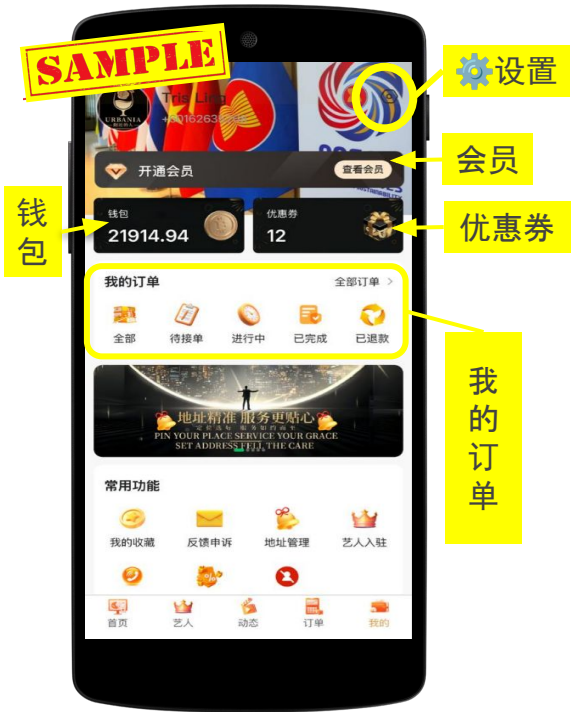 SAMPLE
设置
URBANIA
Tris Ling
开通会员
查看会员
会员
钱包
钱包
21914.94
优惠券
12
优惠券
我的订单
全部订单 >
全部
待接单
进行中
已完成
已退款
我的订单
地址精准 服务更贴心
PIN YOUR PLACE SERVICE YOUR GRACE
SET ADDRESS FELL THE CARE
常用功能
我的收藏
反馈申诉
地址管理
艺人入驻
首页
艺人
动态
订单
我的